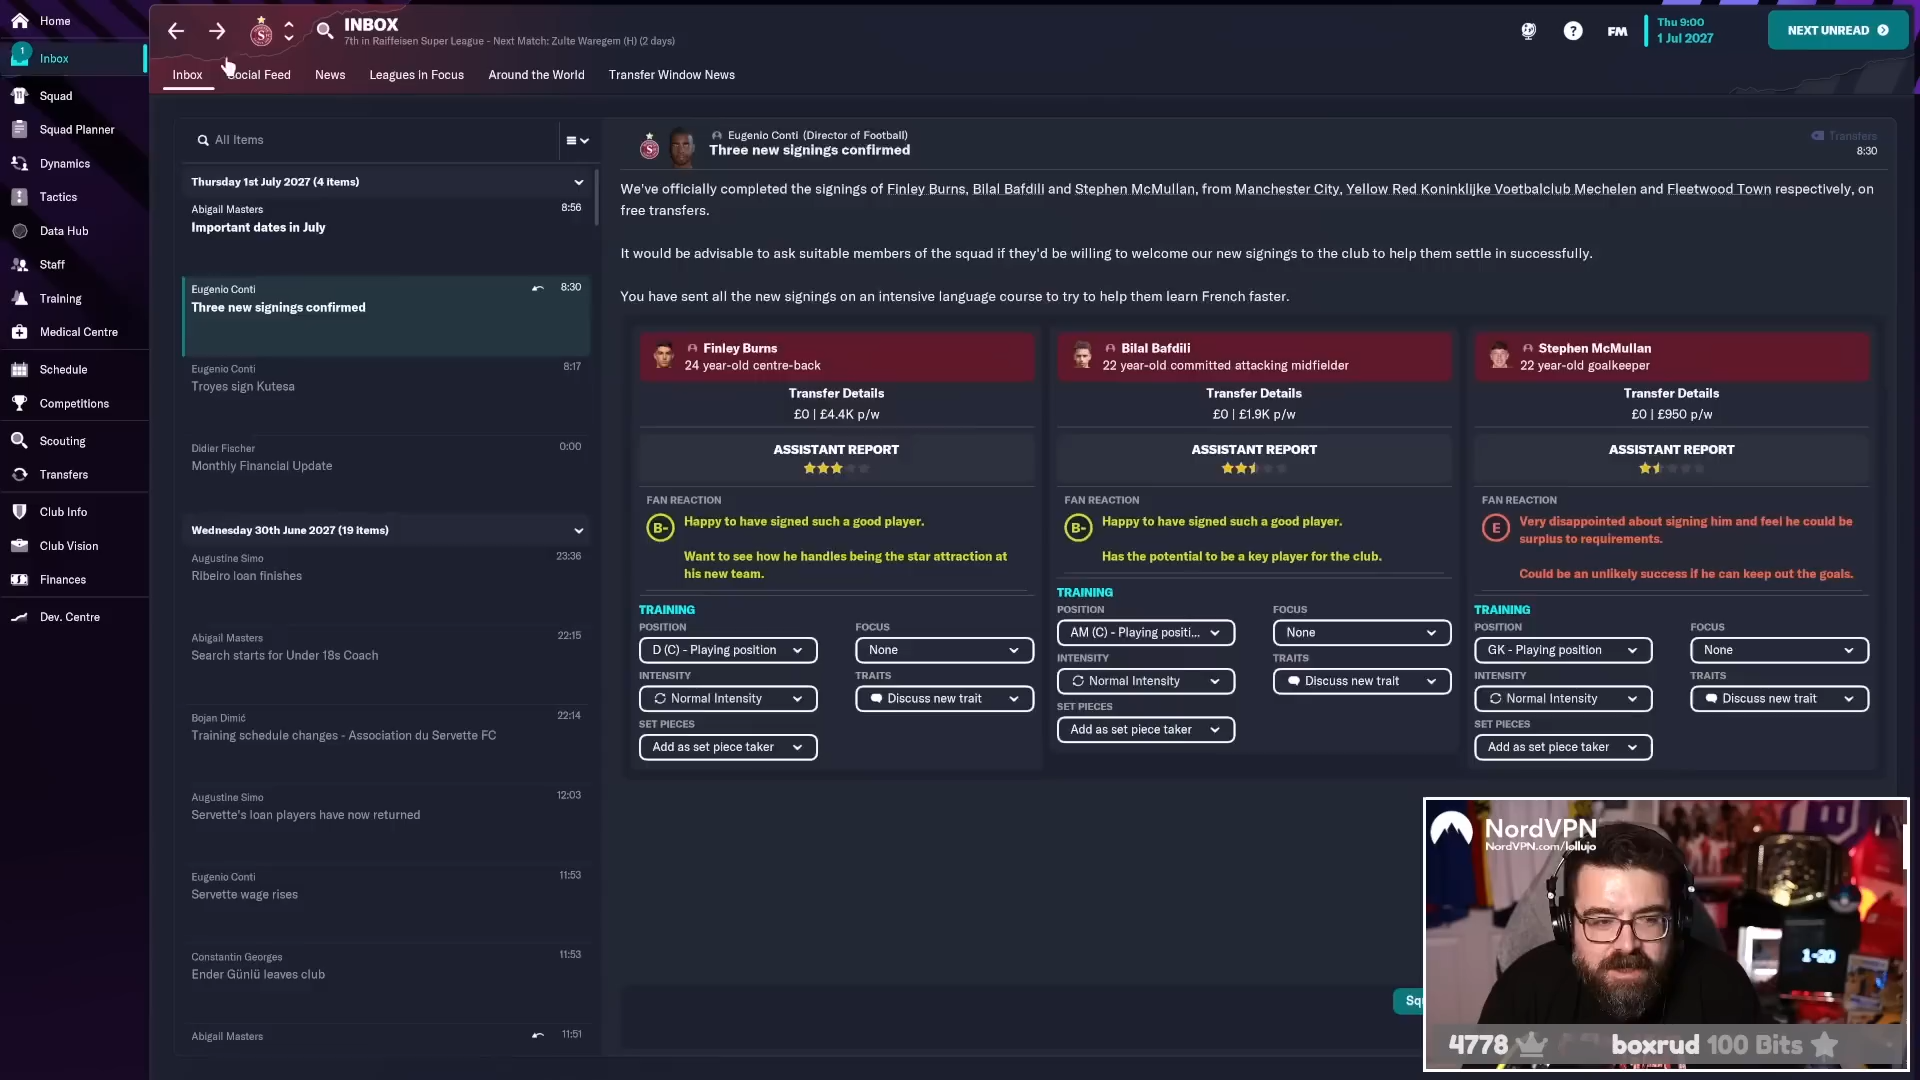 Home
1
Inbox
Squad
Squad Planner
Dynamics
Tactics
Data Hub
Staff
Training
Medical Centre
Schedule
Competitions
Scouting
Transfers
Club Info
Club Vision
Finances
Dev. Centre
INBOX
7th in Raiffeisen Super League - Next Match: Zulte Waregem (H) (2 days)
FM
Thu 9:00
1 Jul 2027
NEXT UNREAD
Inbox
Social Feed
News
Leagues in Focus
Around the World
Transfer Window News
All Items
Thursday 1st July 2027 (4 items)
Abigail Masters 8:56
Important dates in July
Eugenio Conti 8:30
Three new signings confirmed
Eugenio Conti 8:17
Troyes sign Kutesa
Didier Fischer 0:00
Monthly Financial Update
Wednesday 30th June 2027 (19 items)
Augustine Simo 23:36
Ribeiro loan finishes
Abigail Masters 22:15
Search starts for Under 18s Coach
Bojan Dimić 22:14
Training schedule changes - Association du Servette FC
Augustine Simo 12:03
Servette's loan players have now returned
Eugenio Conti 11:53
Servette wage rises
Constantin Georges 11:53
Ender Günlü leaves club
Abigail Masters 11:51
Eugenio Conti (Director of Football)
Three new signings confirmed
Transfers
8:30
We've officially completed the signings of Finley Burns, Bilal Bafdili and Stephen McMullan, from Manchester City, Yellow Red Koninklijke Voetbalclub Mechelen and Fleetwood Town respectively, on
free transfers.
It would be advisable to ask suitable members of the squad if they'd be willing to welcome our new signings to the club to help them settle in successfully.
You have sent all the new signings on an intensive language course to try to help them learn French faster.
Finley Burns
24 year-old centre-back
Transfer Details
£0 | £4.4K p/w
ASSISTANT REPORT
FAN REACTION
B-
Happy to have signed such a good player.
Want to see how he handles being the star attraction at
his new team.
TRAINING
POSITION FOCUS
D (C) - Playing position None
INTENSITY TRAITS
Normal Intensity Discuss new trait
SET PIECES
Add as set piece taker
Bilal Bafdili
22 year-old committed attacking midfielder
Transfer Details
£0 | £1.9K p/w
ASSISTANT REPORT
FAN REACTION
B-
Happy to have signed such a good player.
Has the potential to be a key player for the club.
TRAINING
POSITION FOCUS
AM (C) - Playing positi... None
INTENSITY TRAITS
Normal Intensity Discuss new trait
SET PIECES
Add as set piece taker
Stephen McMullan
22 year-old goalkeeper
Transfer Details
£0 | £950 p/w
ASSISTANT REPORT
FAN REACTION
E
Very disappointed about signing him and feel he could be
surplus to requirements.
Could be an unlikely success if he can keep out the goals.
TRAINING
POSITION FOCUS
GK - Playing position None
INTENSITY TRAITS
Normal Intensity Discuss new trait
SET PIECES
Add as set piece taker
NordVPN
NordVPN.com/lollujo
1-20
4778 boxrud 100 Bits